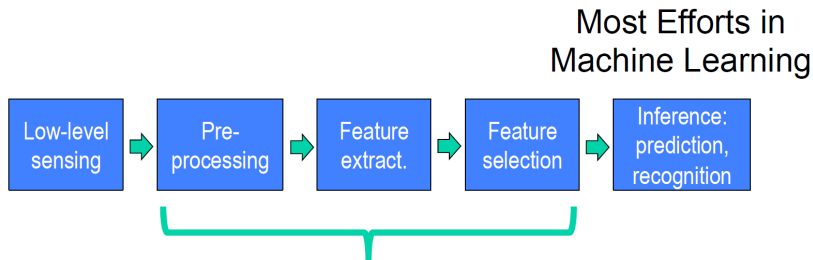 Most Efforts in
Machine Learning
Low-level
sensing
Pre-
processing
Feature
extract.
Feature
selection
Inference:
prediction,
recognition